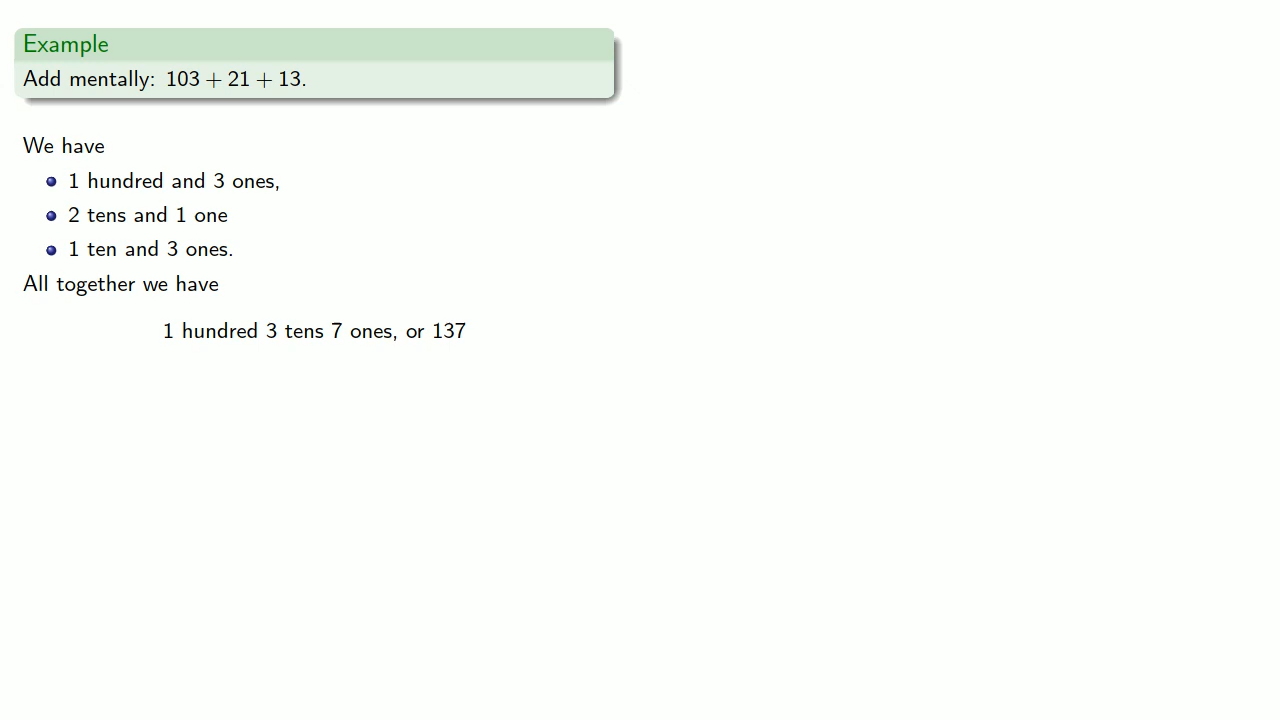 Example
Add mentally: 103 + 21 + 13.
We have
1 hundred and 3 ones,
2 tens and 1 one
1 ten and 3 ones.
All together we have
1 hundred 3 tens 7 ones, or 137